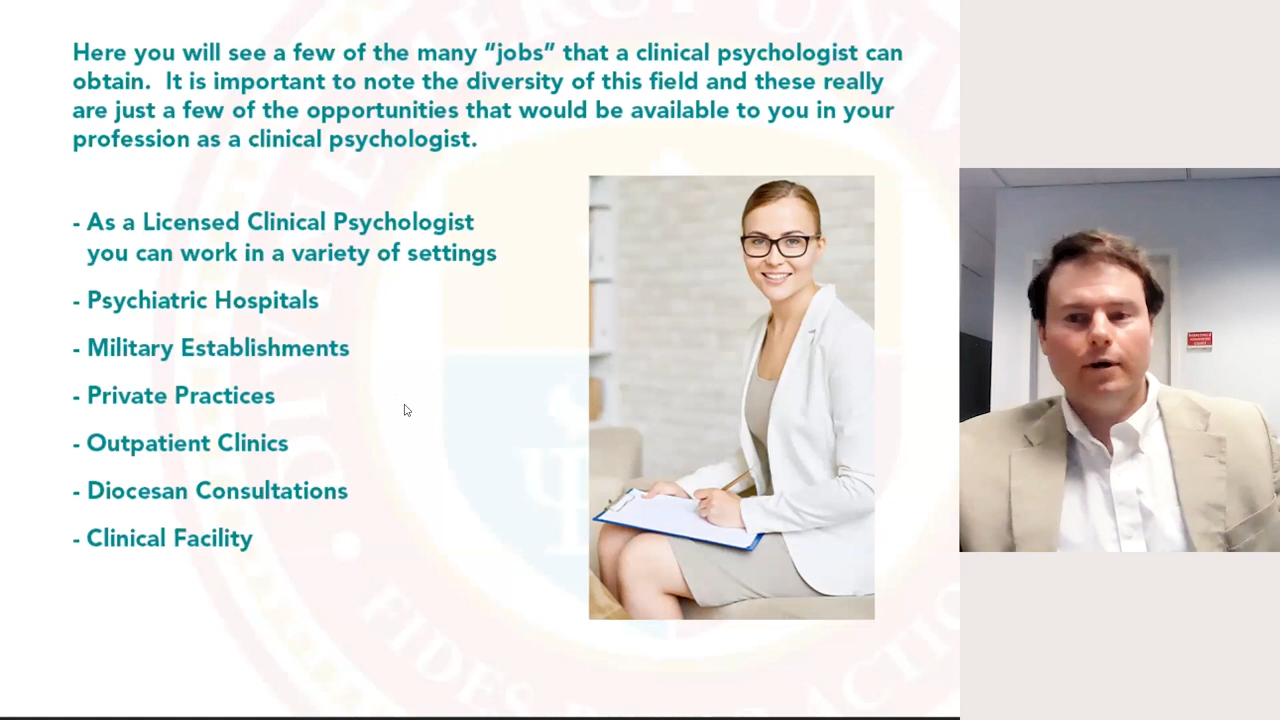 Here you will see a few of the many “jobs” that a clinical psychologist can
obtain.  It is important to note the diversity of this field and these really
are just a few of the opportunities that would be available to you in your
profession as a clinical psychologist.
- As a Licensed Clinical Psychologist
you can work in a variety of settings
- Psychiatric Hospitals
- Military Establishments
- Private Practices
- Outpatient Clinics
- Diocesan Consultations
- Clinical Facility
FIDES